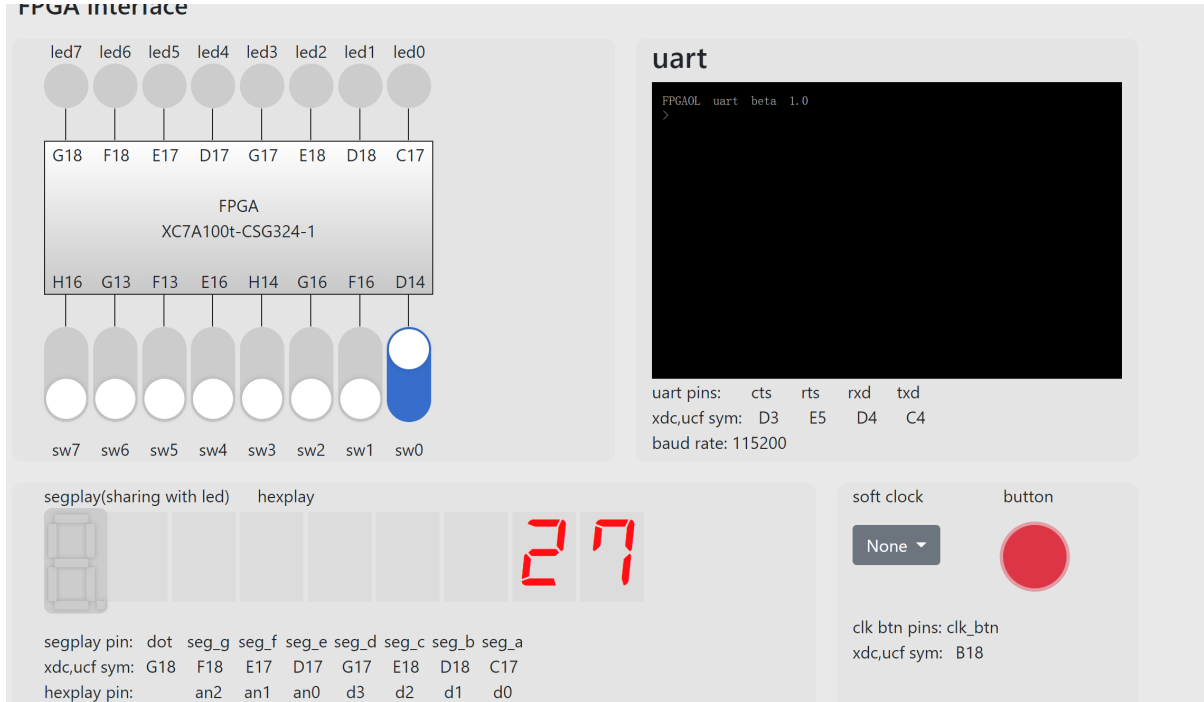 FPGA interface
led7 led6 led5 led4 led3 led2 led1 led0
G18 F18 E17 D17 G17 E18 D18 C17
FPGA
XC7A100t-CSG324-1
H16 G13 F13 E16 H14 G16 F16 D14
sw7 sw6 sw5 sw4 sw3 sw2 sw1 sw0
uart
FPGAOL uart beta 1.0
>
uart pins: cts rts rxd txd
xdc,ucf sym: D3 E5 D4 C4
baud rate: 115200
segplay(sharing with led) hexplay
27
segplay pin: dot seg_g seg_f seg_e seg_d seg_c seg_b seg_a
xdc,ucf sym: G18 F18 E17 D17 G17 E18 D18 C17
hexplay pin: an2 an1 an0 d3 d2 d1 d0
soft clock button
None
clk btn pins: clk_btn
xdc,ucf sym: B18